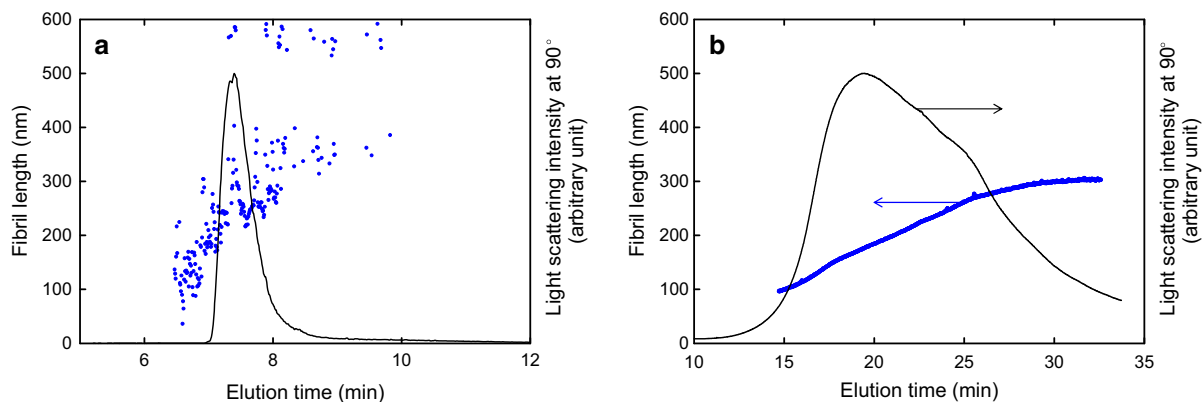 a
600
500
400
300
200
100
0
Fibril length (nm)
6
8
10
12
Elution time (min)
Light scattering intensity at 90°
(arbitrary unit)
b
600
500
400
300
200
100
0
Fibril length (nm)
10
15
20
25
30
35
Elution time (min)
Light scattering intensity at 90°
(arbitrary unit)